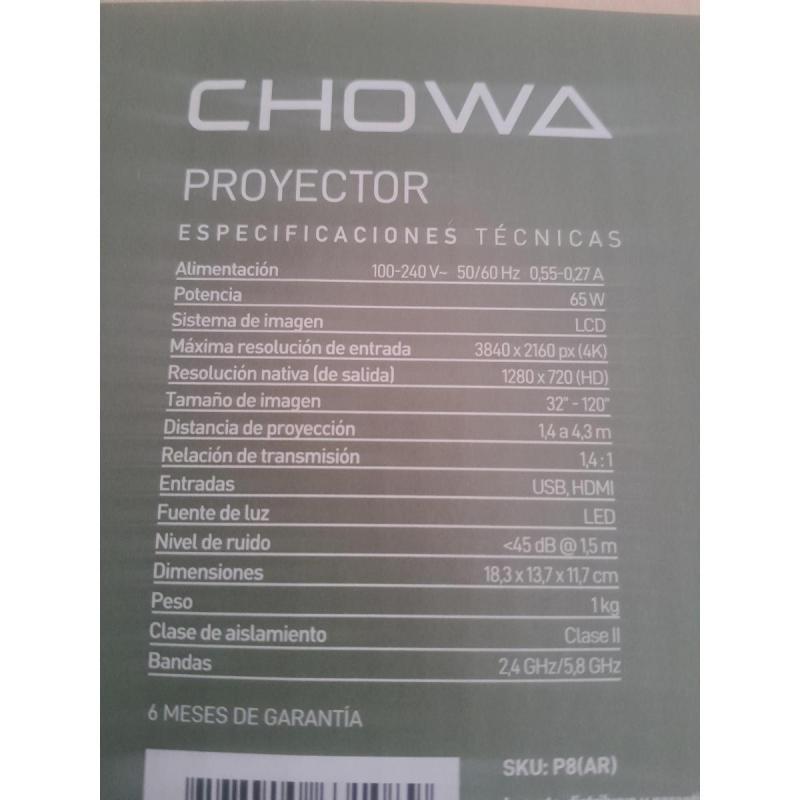 CHOWA
PROYECTOR
ESPECIFICACIONES TÉCNICAS
Alimentación 100-240 V~ 50/60 Hz 0,55-0,27 A
Potencia 65 W
Sistema de imagen LCD
Máxima resolución de entrada 3840 x 2160 px (4K)
Resolución nativa (de salida) 1280 x 720 (HD)
Tamaño de imagen 32" - 120"
Distancia de proyección 1,4 a 4,3 m
Relación de transmisión 1,4 : 1
Entradas USB, HDMI
Fuente de luz LED
Nivel de ruido <45 dB @ 1,5 m
Dimensiones 18,3 x 13,7 x 11,7 cm
Peso 1 kg
Clase de aislamiento Clase II
Bandas 2,4 GHz/5,8 GHz
6 MESES DE GARANTÍA
SKU: P8(AR)